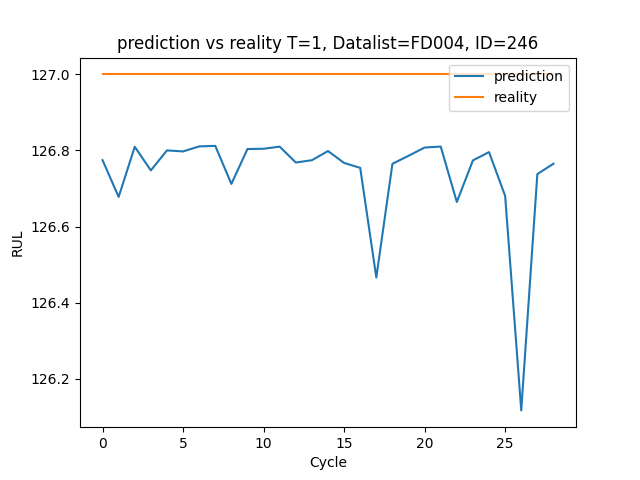 prediction vs reality T=1, Datalist=FD004, ID=246
127.0
126.8
126.6
126.4
126.2
RUL
prediction
reality
0 5 10 15 20 25
Cycle